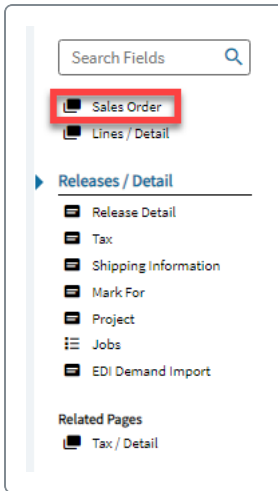 Search Fields
Sales Order
Lines / Detail
Releases / Detail
Release Detail
Tax
Shipping Information
Mark For
Project
Jobs
EDI Demand Import
Related Pages
Tax / Detail